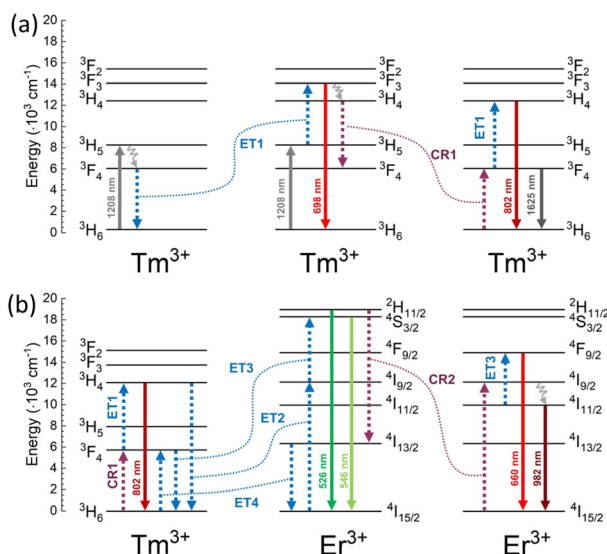 (a)
Energy (·10³ cm⁻¹)
16
14
12
10
8
6
4
2
0
³F₂
³F₃
³H₄
³H₅
³F₄
³H₆
1208 nm
Tm³⁺
ET1
1208 nm
698 nm
³F₂
³F₃
³H₄
³H₅
³F₄
³H₆
Tm³⁺
CR1
ET1
802 nm
1625 nm
³F₂
³F₃
³H₄
³H₅
³F₄
³H₆
Tm³⁺
(b)
Energy (·10³ cm⁻¹)
20
18
16
14
12
10
8
6
4
2
0
³F₂
³F₃
³H₄
³H₅
³F₄
³H₆
ET1
CR1
802 nm
Tm³⁺
ET3
ET2
ET4
526 nm
546 nm
²H₁₁/₂
⁴S₃/₂
⁴F₉/₂
⁴I₉/₂
⁴I₁₁/₂
⁴I₁₃/₂
⁴I₁₅/₂
Er³⁺
CR2
ET3
660 nm
982 nm
²H₁₁/₂
⁴S₃/₂
⁴F₉/₂
⁴I₉/₂
⁴I₁₁/₂
⁴I₁₃/₂
⁴I₁₅/₂
Er³⁺